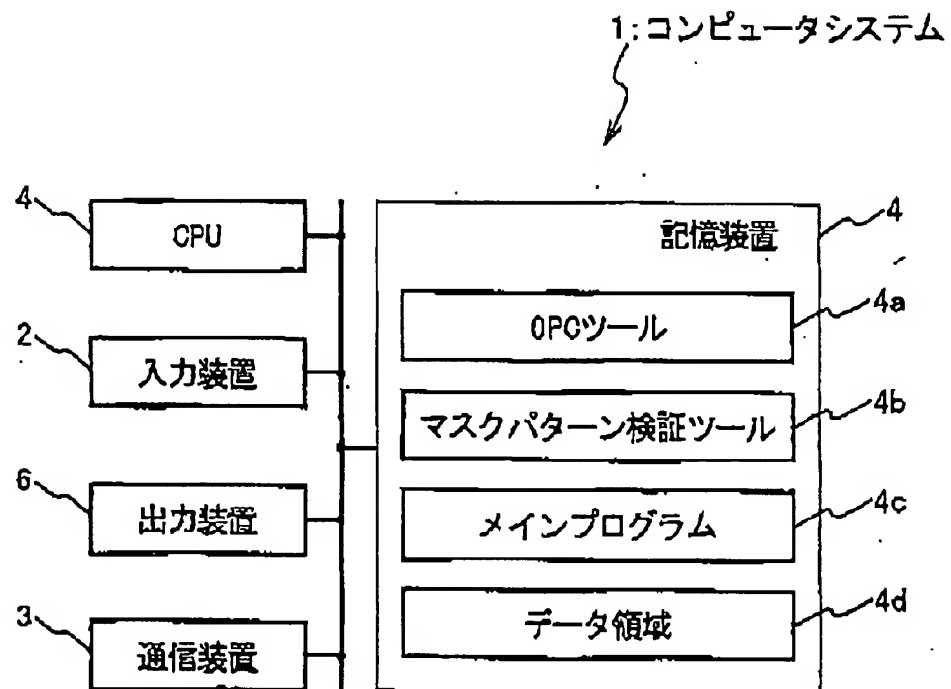 1:コンピュータシステム
4
CPU
4
記憶装置
4a
OPCツール
2
入力装置
4b
マスクパターン検証ツール
6
出力装置
4c
メインプログラム
3
通信装置
4d
データ領域